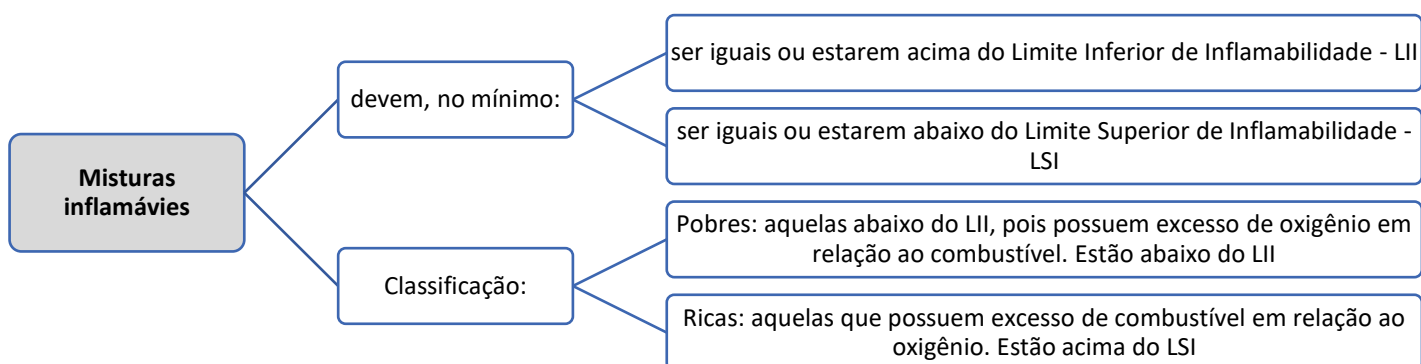 Misturas
inflamávies
devem, no mínimo:
ser iguais ou estarem acima do Limite Inferior de Inflamabilidade - LII
ser iguais ou estarem abaixo do Limite Superior de Inflamabilidade -
LSI
Classificação:
Pobres: aquelas abaixo do LII, pois possuem excesso de oxigênio em
relação ao combustível. Estão abaixo do LII
Ricas: aquelas que possuem excesso de combustível em relação ao
oxigênio. Estão acima do LSI